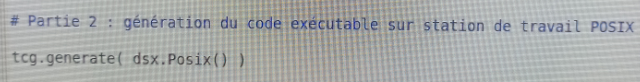 # Partie 2 : génération du code exécutable sur station de travail POSIX
tcg.generate( dsx.Posix() )